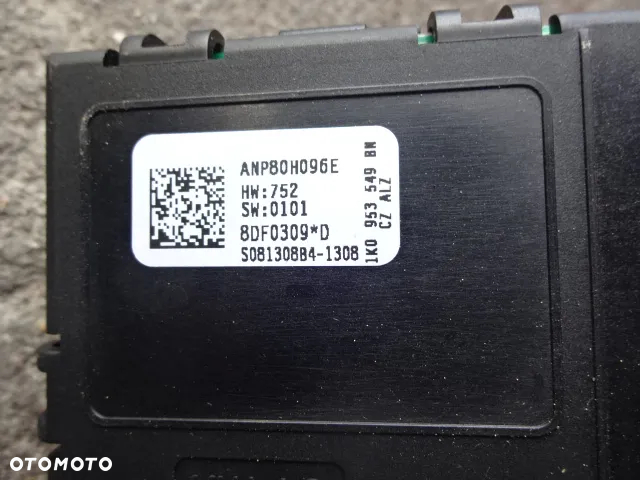 ANP80H096E
HW:752
SW:0101
8DF0309*D
S081308B4-1308
1K0 953 549 BN
CZ ALZ
OTOMOTO